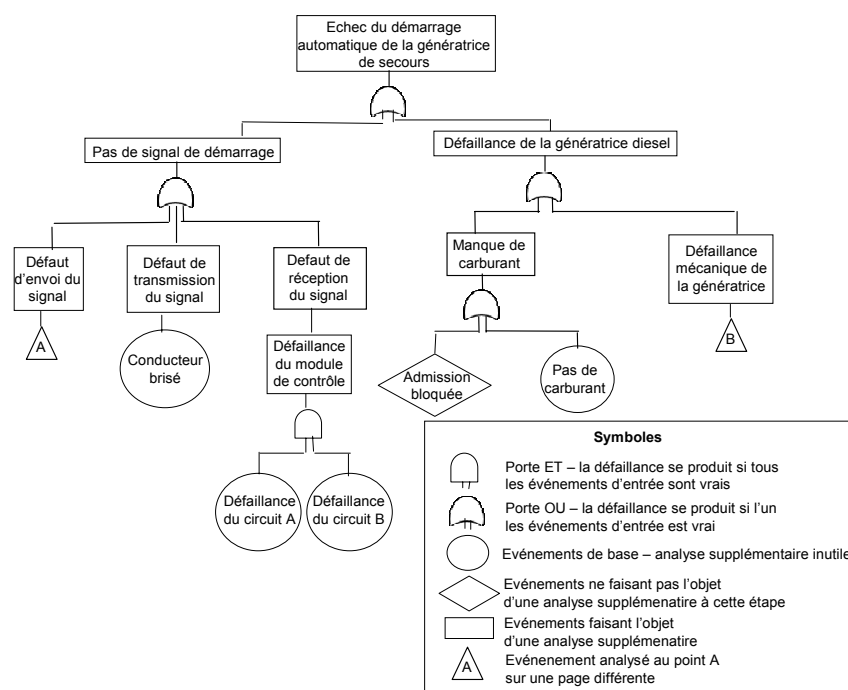 Echec du démarrage
automatique de la génératrice
de secours
Pas de signal de démarrage
Défaillance de la génératrice diesel
Défaut
d'envoi du
signal
Défaut de
transmission
du signal
Defaut de
réception
du signal
Manque de
carburant
Défaillance
mécanique de
la génératrice
A
Conducteur
brisé
Défaillance
du module
de contrôle
Admission
bloquée
Pas de
carburant
B
Défaillance
du circuit A
Défaillance
du circuit B
Symboles
Porte ET – la défaillance se produit si tous
les événements d'entrée sont vrais
Porte OU – la défaillance se produit si l'un
les événements d'entrée est vrai
Evénements de base – analyse supplémentaire inutile
Evénements ne faisant pas l'objet
d'une analyse supplémenatire à cette étape
Evénements faisant l'objet
d'une analyse supplémenatire
A
Evénenement analysé au point A
sur une page différente